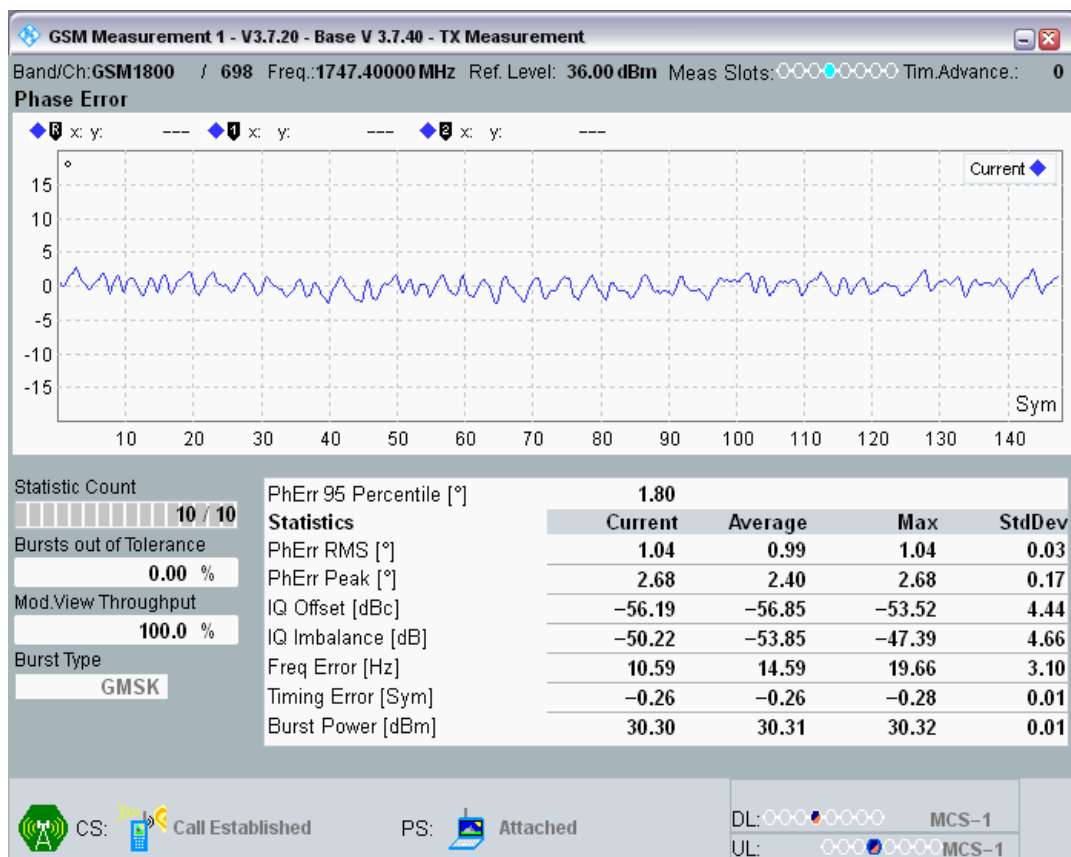 GSM Measurement 1 - V3.7.20 - Base V 3.7.40 - TX Measurement
Band/Ch:GSM1800 / 698 Freq.:1747.40000 MHz Ref. Level: 36.00 dBm Meas Slots: Tim.Advance.: 0
Phase Error
R x: y: --- 1 x: y: --- 2 x: y: ---
°
Current
15
10
5
0
-5
-10
-15
Sym
10 20 30 40 50 60 70 80 90 100 110 120 130 140
Statistic Count
10 / 10
Bursts out of Tolerance
0.00 %
Mod.View Throughput
100.0 %
Burst Type
GMSK
PhErr 95 Percentile [°] 1.80
Statistics Current Average Max StdDev
PhErr RMS [°] 1.04 0.99 1.04 0.03
PhErr Peak [°] 2.68 2.40 2.68 0.17
IQ Offset [dBc] −56.19 −56.85 −53.52 4.44
IQ Imbalance [dB] −50.22 −53.85 −47.39 4.66
Freq Error [Hz] 10.59 14.59 19.66 3.10
Timing Error [Sym] −0.26 −0.26 −0.28 0.01
Burst Power [dBm] 30.30 30.31 30.32 0.01
CS: Call Established PS: Attached
DL: MCS−1
UL: MCS−1